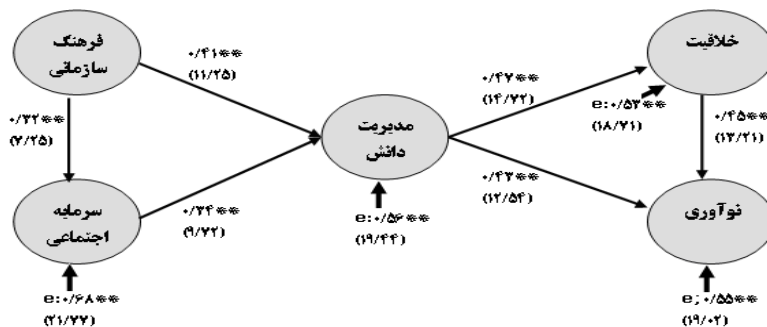 فرهنگ
سازمانی
۰/۴۱**
(۱۱/۲۵)
۰/۳۲**
(۷/۲۵)
سرمایه
اجتماعی
۰/۳۴**
(۹/۷۲)
e:۰/۶۸**
(۲۱/۷۷)
مدیریت
دانش
e:۰/۵۶**
(۱۹/۴۴)
۰/۴۷**
(۱۴/۷۲)
خلاقیت
e:۰/۵۳**
(۱۸/۷۱)
۰/۴۵**
(۱۳/۲۱)
۰/۴۳**
(۱۲/۵۴)
نوآوری
e;۰/۵۵**
(۱۹/۰۲)